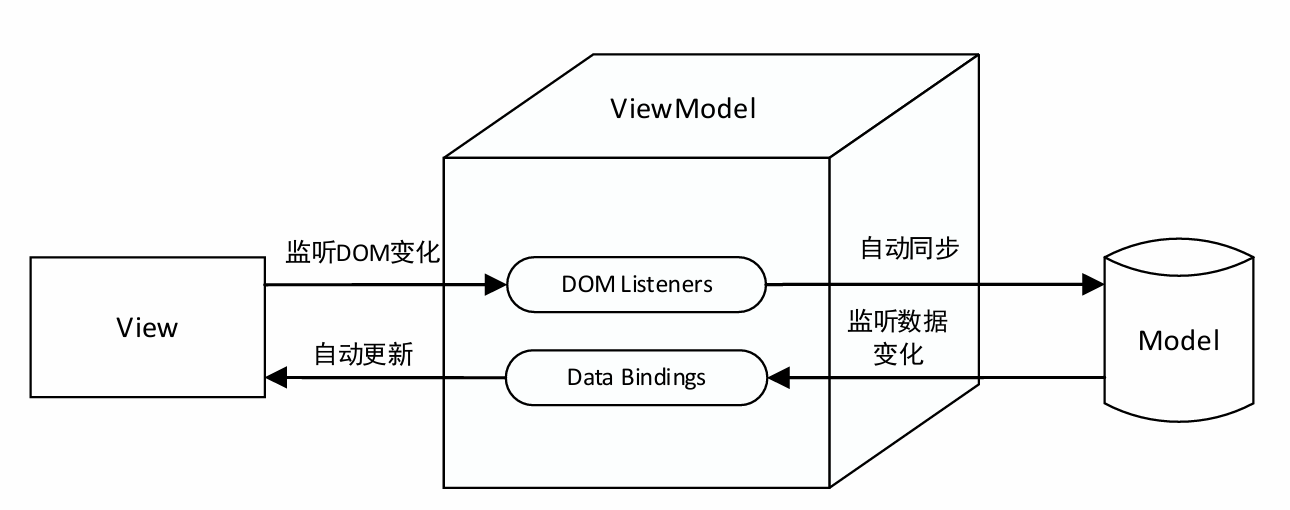 ViewModel
监听DOM变化
DOM Listeners
自动同步
View
自动更新
Data Bindings
监听数据
变化
Model